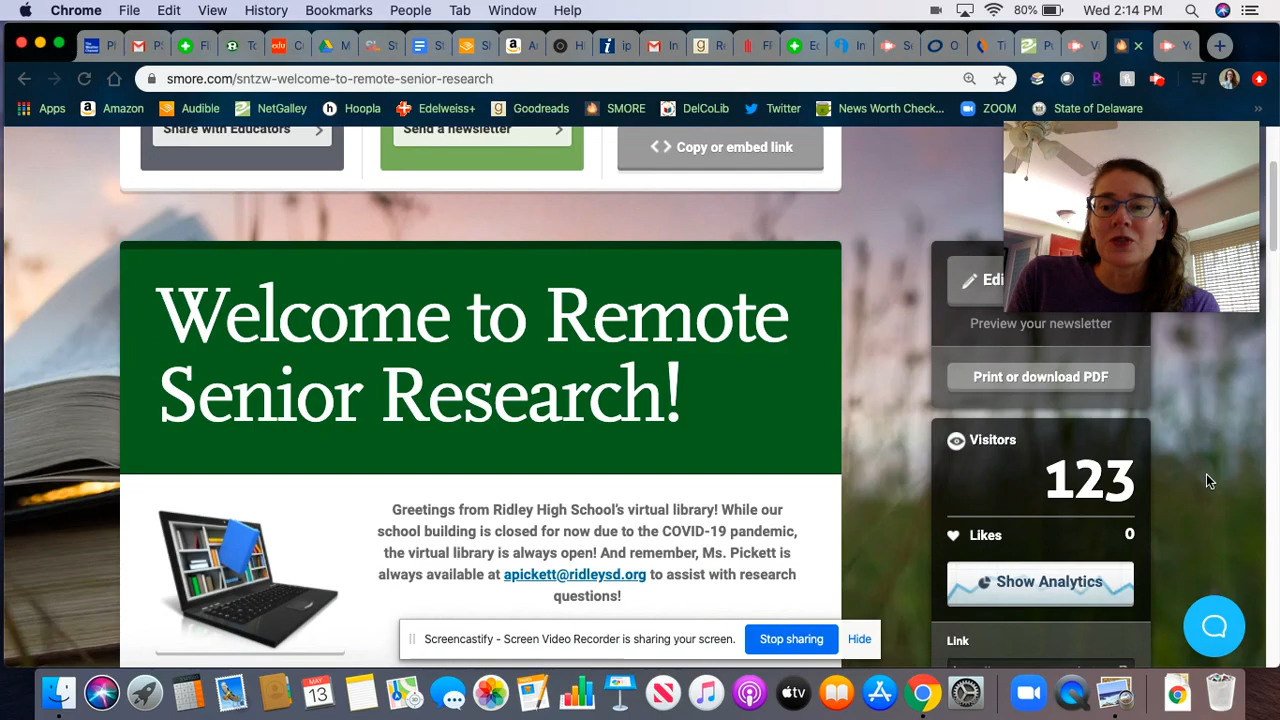 Chrome File Edit View History Bookmarks People Tab Window Help 80% Wed 2:14 PM
smore.com/sntzw-welcome-to-remote-senior-research
Apps Amazon Audible NetGalley Hoopla Edelweiss+ Goodreads SMORE DelCoLib Twitter News Worth Check... ZOOM State of Delaware »
Share with Educators
Send a newsletter
Copy or embed link
Welcome to Remote
Senior Research!
Edi
Preview your newsletter
Print or download PDF
Visitors
123
Likes 0
Show Analytics
Link
Greetings from Ridley High School's virtual library! While our
school building is closed for now due to the COVID-19 pandemic,
the virtual library is always open! And remember, Ms. Pickett is
always available at apickett@ridleysd.org to assist with research
questions!
Screencastify - Screen Video Recorder is sharing your screen. Stop sharing Hide
MAY
13
tv